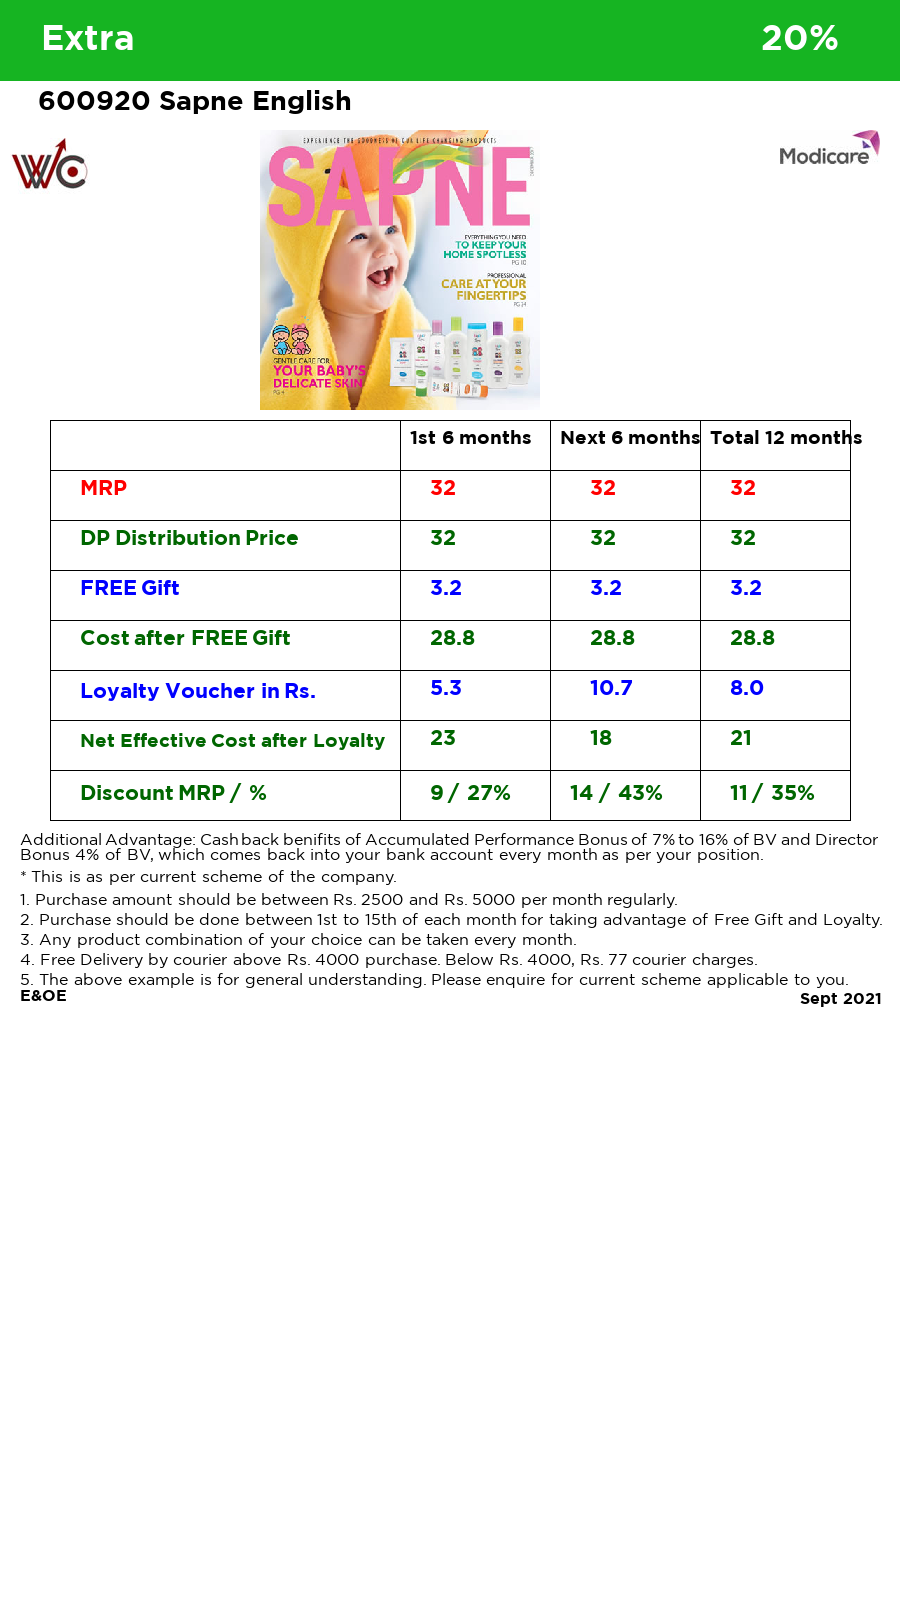 Extra 20%
600920 Sapne English
WC
Modicare
EXPERIENCE THE GOODNESS OF OUR LIFE CHANGING PRODUCTS
SAPNE
EVERYTHING YOU NEED
TO KEEP YOUR
HOME SPOTLESS
PG 10
PROFESSIONAL
CARE AT YOUR
FINGERTIPS
PG 34
GENTLE CARE FOR
YOUR BABY'S
DELICATE SKIN
PG 4
1st 6 months Next 6 months Total 12 months
MRP 32 32 32
DP Distribution Price 32 32 32
FREE Gift 3.2 3.2 3.2
Cost after FREE Gift 28.8 28.8 28.8
Loyalty Voucher in Rs. 5.3 10.7 8.0
Net Effective Cost after Loyalty 23 18 21
Discount MRP / % 9 / 27% 14 / 43% 11 / 35%
Additional Advantage: Cashback benifits of Accumulated Performance Bonus of 7% to 16% of BV and Director
Bonus 4% of BV, which comes back into your bank account every month as per your position.
* This is as per current scheme of the company.
1. Purchase amount should be between Rs. 2500 and Rs. 5000 per month regularly.
2. Purchase should be done between 1st to 15th of each month for taking advantage of Free Gift and Loyalty.
3. Any product combination of your choice can be taken every month.
4. Free Delivery by courier above Rs. 4000 purchase. Below Rs. 4000, Rs. 77 courier charges.
5. The above example is for general understanding. Please enquire for current scheme applicable to you.
E&OE
Sept 2021